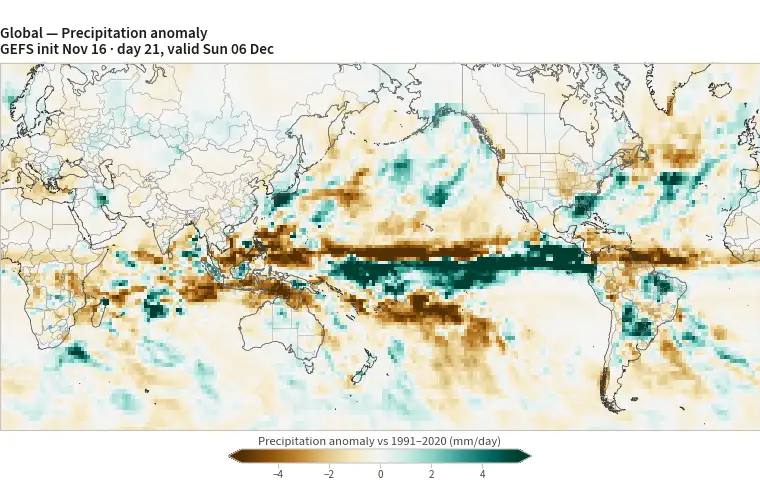 Global — Precipitation anomaly
GEFS init Nov 16 · day 21, valid Sun 06 Dec
Precipitation anomaly vs 1991–2020 (mm/day)
−4 −2 0 2 4